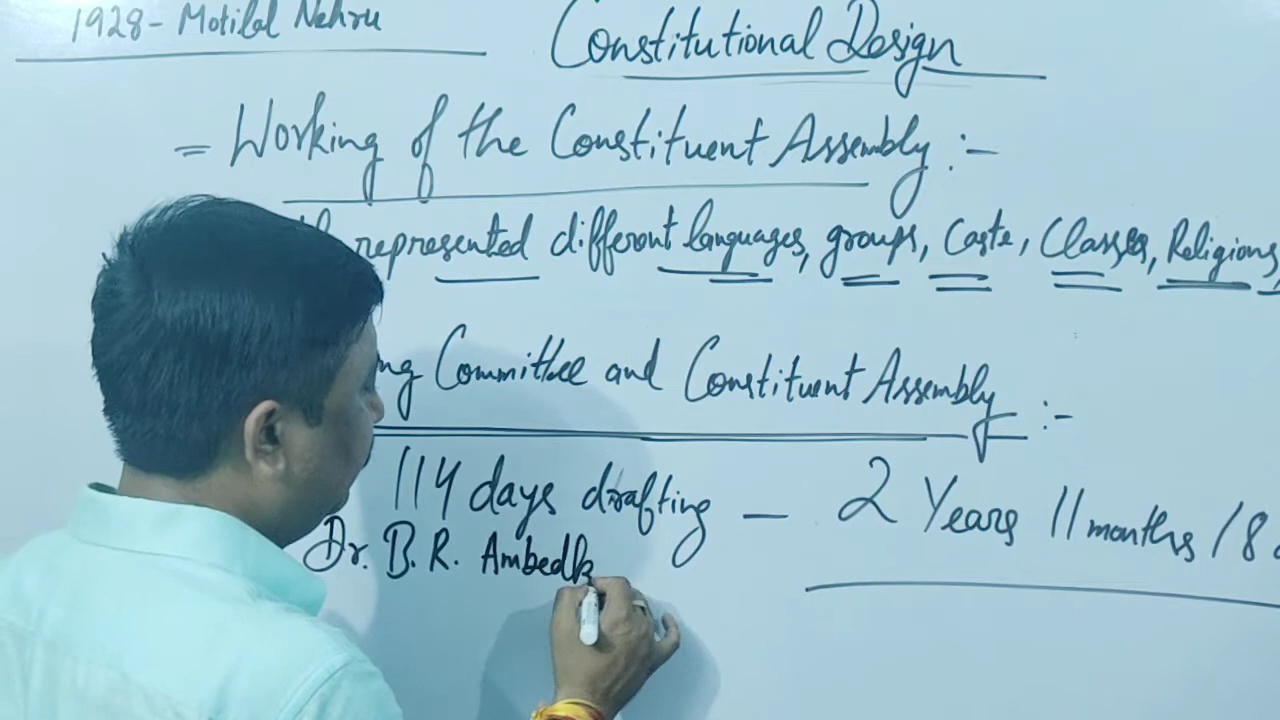 1928 - Motilal Nehru
Constitutional Design
= Working of the Constituent Assembly :-
represented different languages, groups, Caste, Classes, Religions,
ng Committee and Constituent Assembly :-
114 days drafting - 2 Years 11 months 18
Dr. B. R. Ambedk